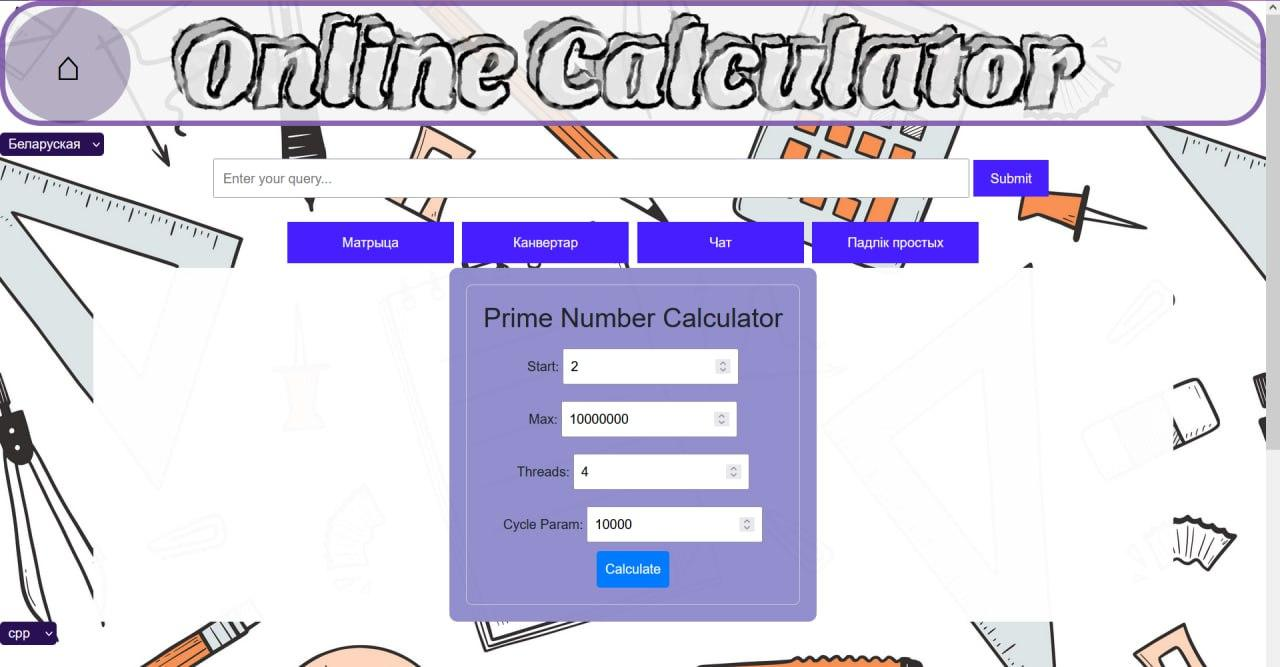 Online Calculator
Беларуская
Enter your query...
Submit
Матрыца
Канвертар
Чат
Падлік простых
Prime Number Calculator
Start: 2
Max: 10000000
Threads: 4
Cycle Param: 10000
Calculate
cpp